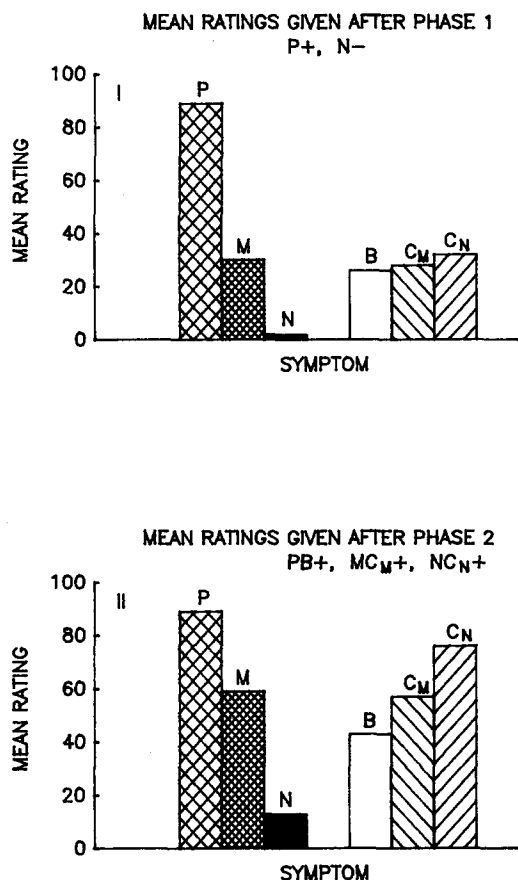 MEAN RATINGS GIVEN AFTER PHASE 1
P+, N−
I
MEAN RATING
100
80
60
40
20
0
P
M
N
B
C_M
C_N
SYMPTOM
MEAN RATINGS GIVEN AFTER PHASE 2
PB+, MC_M+, NC_N+
II
MEAN RATING
100
80
60
40
20
0
P
M
N
B
C_M
C_N
SYMPTOM